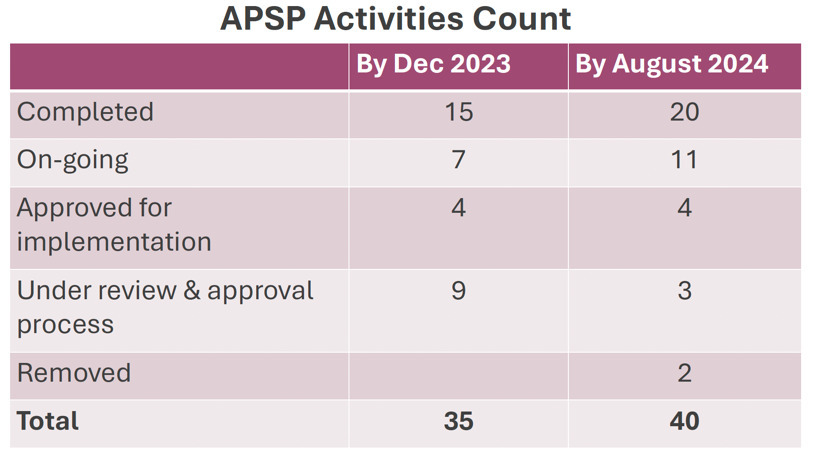 APSP Activities Count
By Dec 2023 By August 2024
Completed 15 20
On-going 7 11
Approved for 4 4
implementation
Under review & approval 9 3
process
Removed 2
Total 35 40